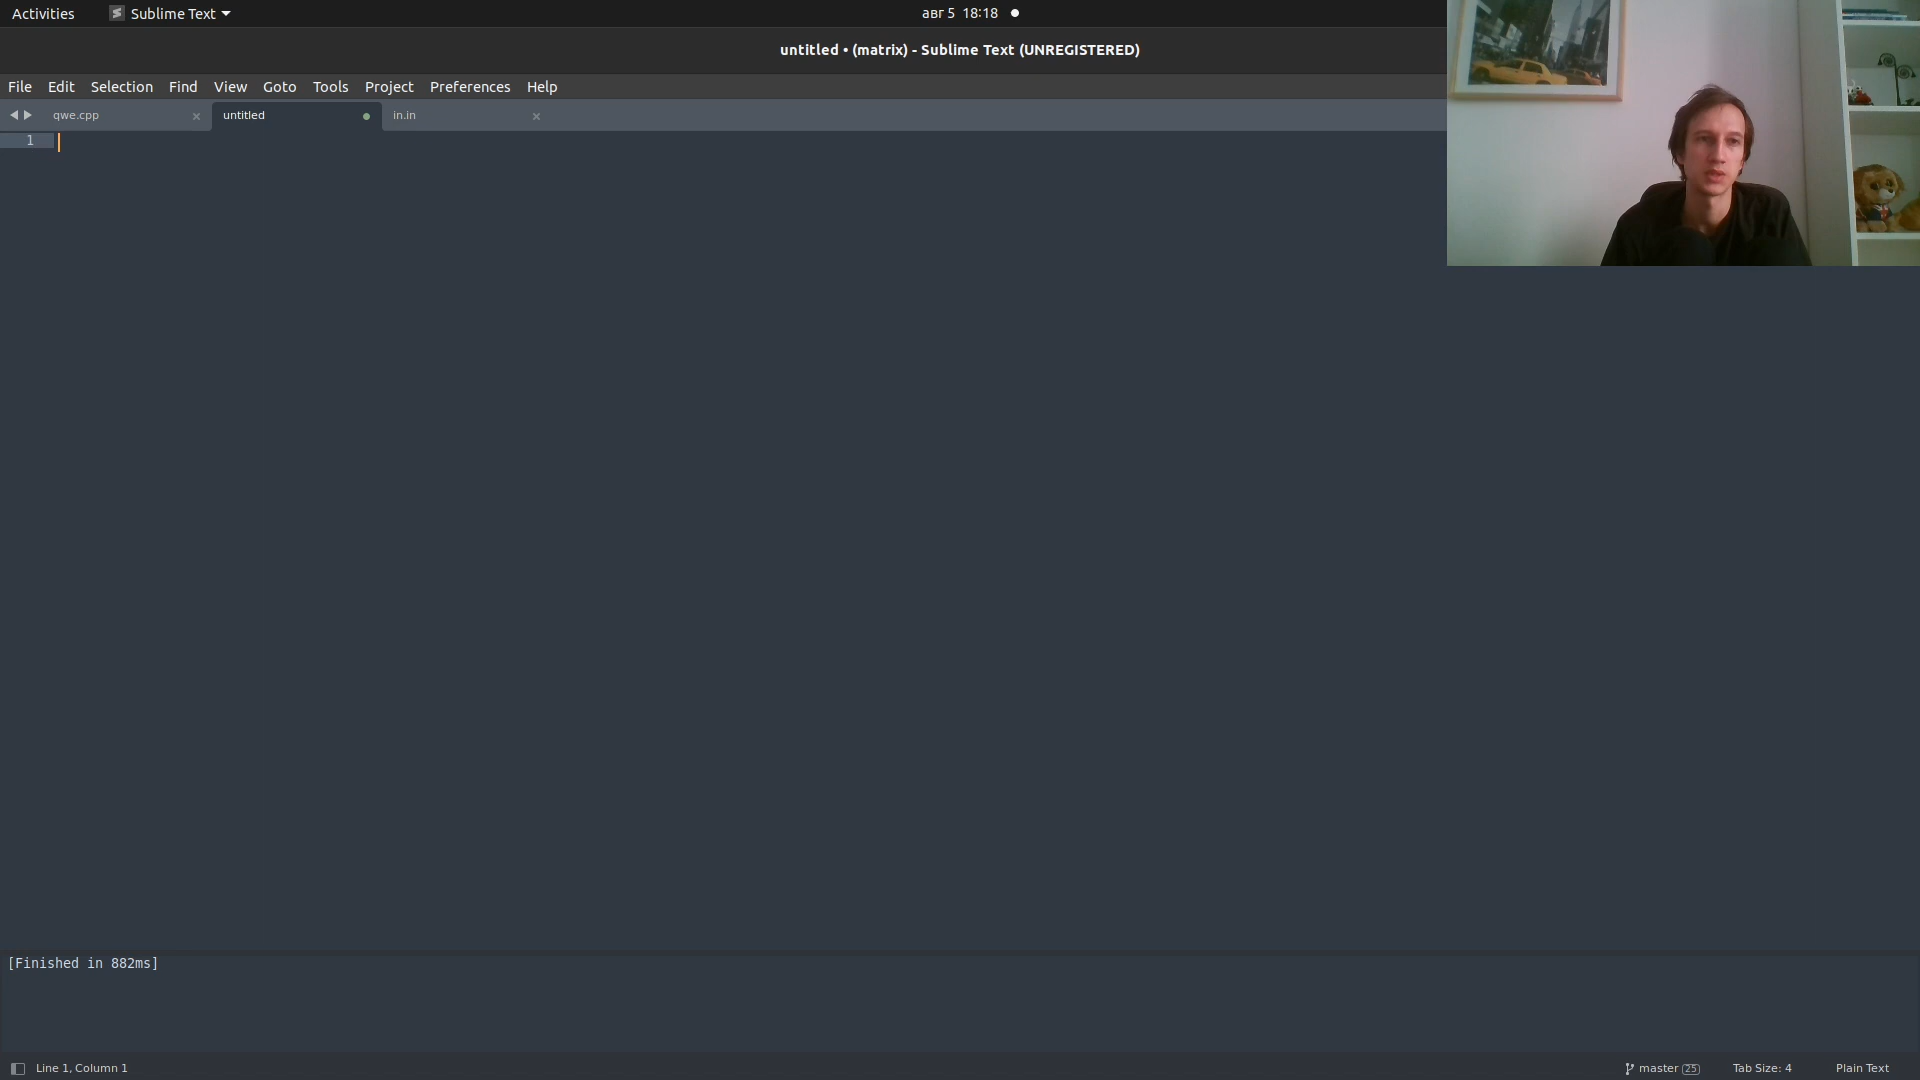 Activities
Sublime Text
авг 5 18:18
untitled • (matrix) - Sublime Text (UNREGISTERED)
File Edit Selection Find View Goto Tools Project Preferences Help
qwe.cpp
untitled
in.in
1
[Finished in 882ms]
Line 1, Column 1
master 25
Tab Size: 4
Plain Text